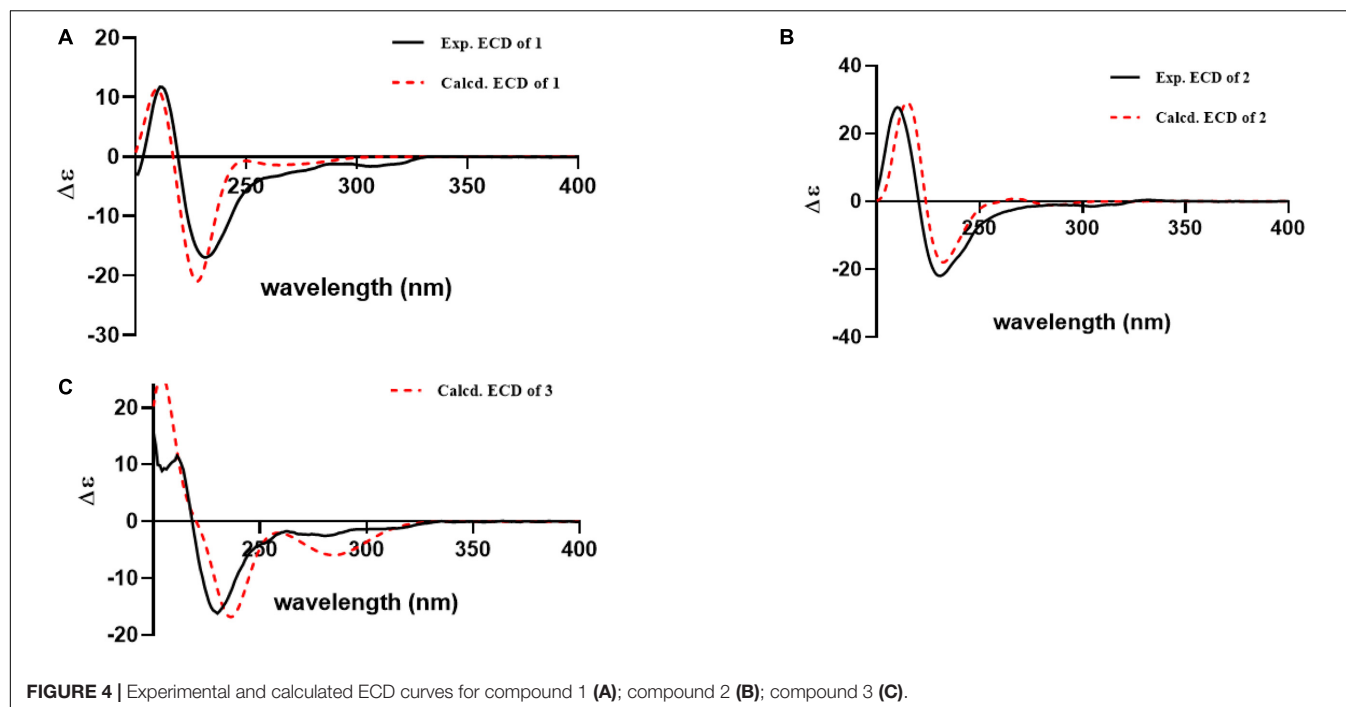 A
20
10
0
-10
-20
-30
Δε
250 300 350 400
wavelength (nm)
Exp. ECD of 1
Calcd. ECD of 1
B
40
20
0
-20
-40
Δε
250 300 350 400
wavelength (nm)
Exp. ECD of 2
Calcd. ECD of 2
C
20
10
0
-10
-20
Δε
250 300 350 400
wavelength (nm)
Calcd. ECD of 3
FIGURE 4 | Experimental and calculated ECD curves for compound 1 (A); compound 2 (B); compound 3 (C).